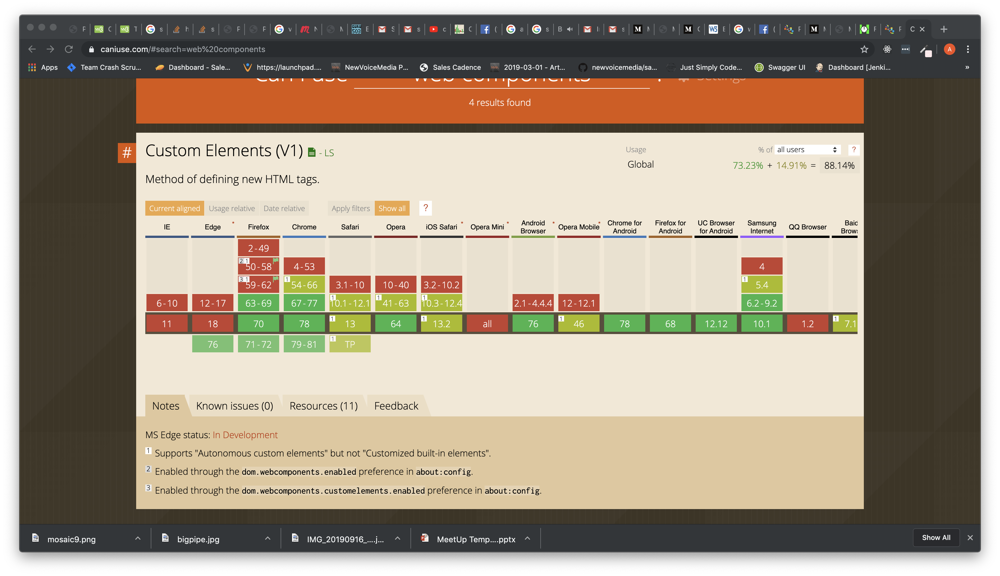 caniuse.com/#search=web%20components
Apps
Team Crash Scru...
Dashboard - Sale...
https://launchpad....
NewVoiceMedia P...
Sales Cadence
2019-03-01 - Art...
newvoicemedia/sa...
Just Simply Code...
Swagger UI
Dashboard [Jenki...
»
Can I use web components ? Settings
4 results found
# Custom Elements (V1) - LS
Usage % of all users ?
Global 73.23% + 14.91% = 88.14%
Method of defining new HTML tags.
Current aligned Usage relative Date relative Apply filters Show all ?
IE Edge * Firefox Chrome Safari Opera iOS Safari * Opera Mini * Android Browser * Opera Mobile * Chrome for Android Firefox for Android UC Browser for Android Samsung Internet QQ Browser Baid Brows
2-49
2 1 50-58 4-53 4
3 1 59-62 1 54-66 3.1-10 10-40 3.2-10.2 1 5.4
6-10 12-17 63-69 67-77 1 10.1-12.1 1 41-63 1 10.3-12.4 2.1-4.4.4 12-12.1 6.2-9.2
11 18 70 78 1 13 64 1 13.2 all 76 1 46 78 68 12.12 10.1 1.2 1 7.1
76 71-72 79-81 1 TP
Notes Known issues (0) Resources (11) Feedback
MS Edge status: In Development
1 Supports "Autonomous custom elements" but not "Customized built-in elements".
2 Enabled through the dom.webcomponents.enabled preference in about:config.
3 Enabled through the dom.webcomponents.customelements.enabled preference in about:config.
mosaic9.png
bigpipe.jpg
IMG_20190916_....j...
MeetUp Temp....pptx
Show All